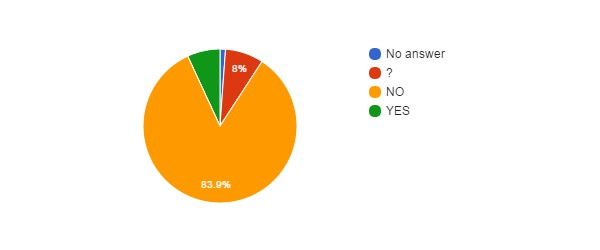 8%
83.9%
No answer
?
NO
YES